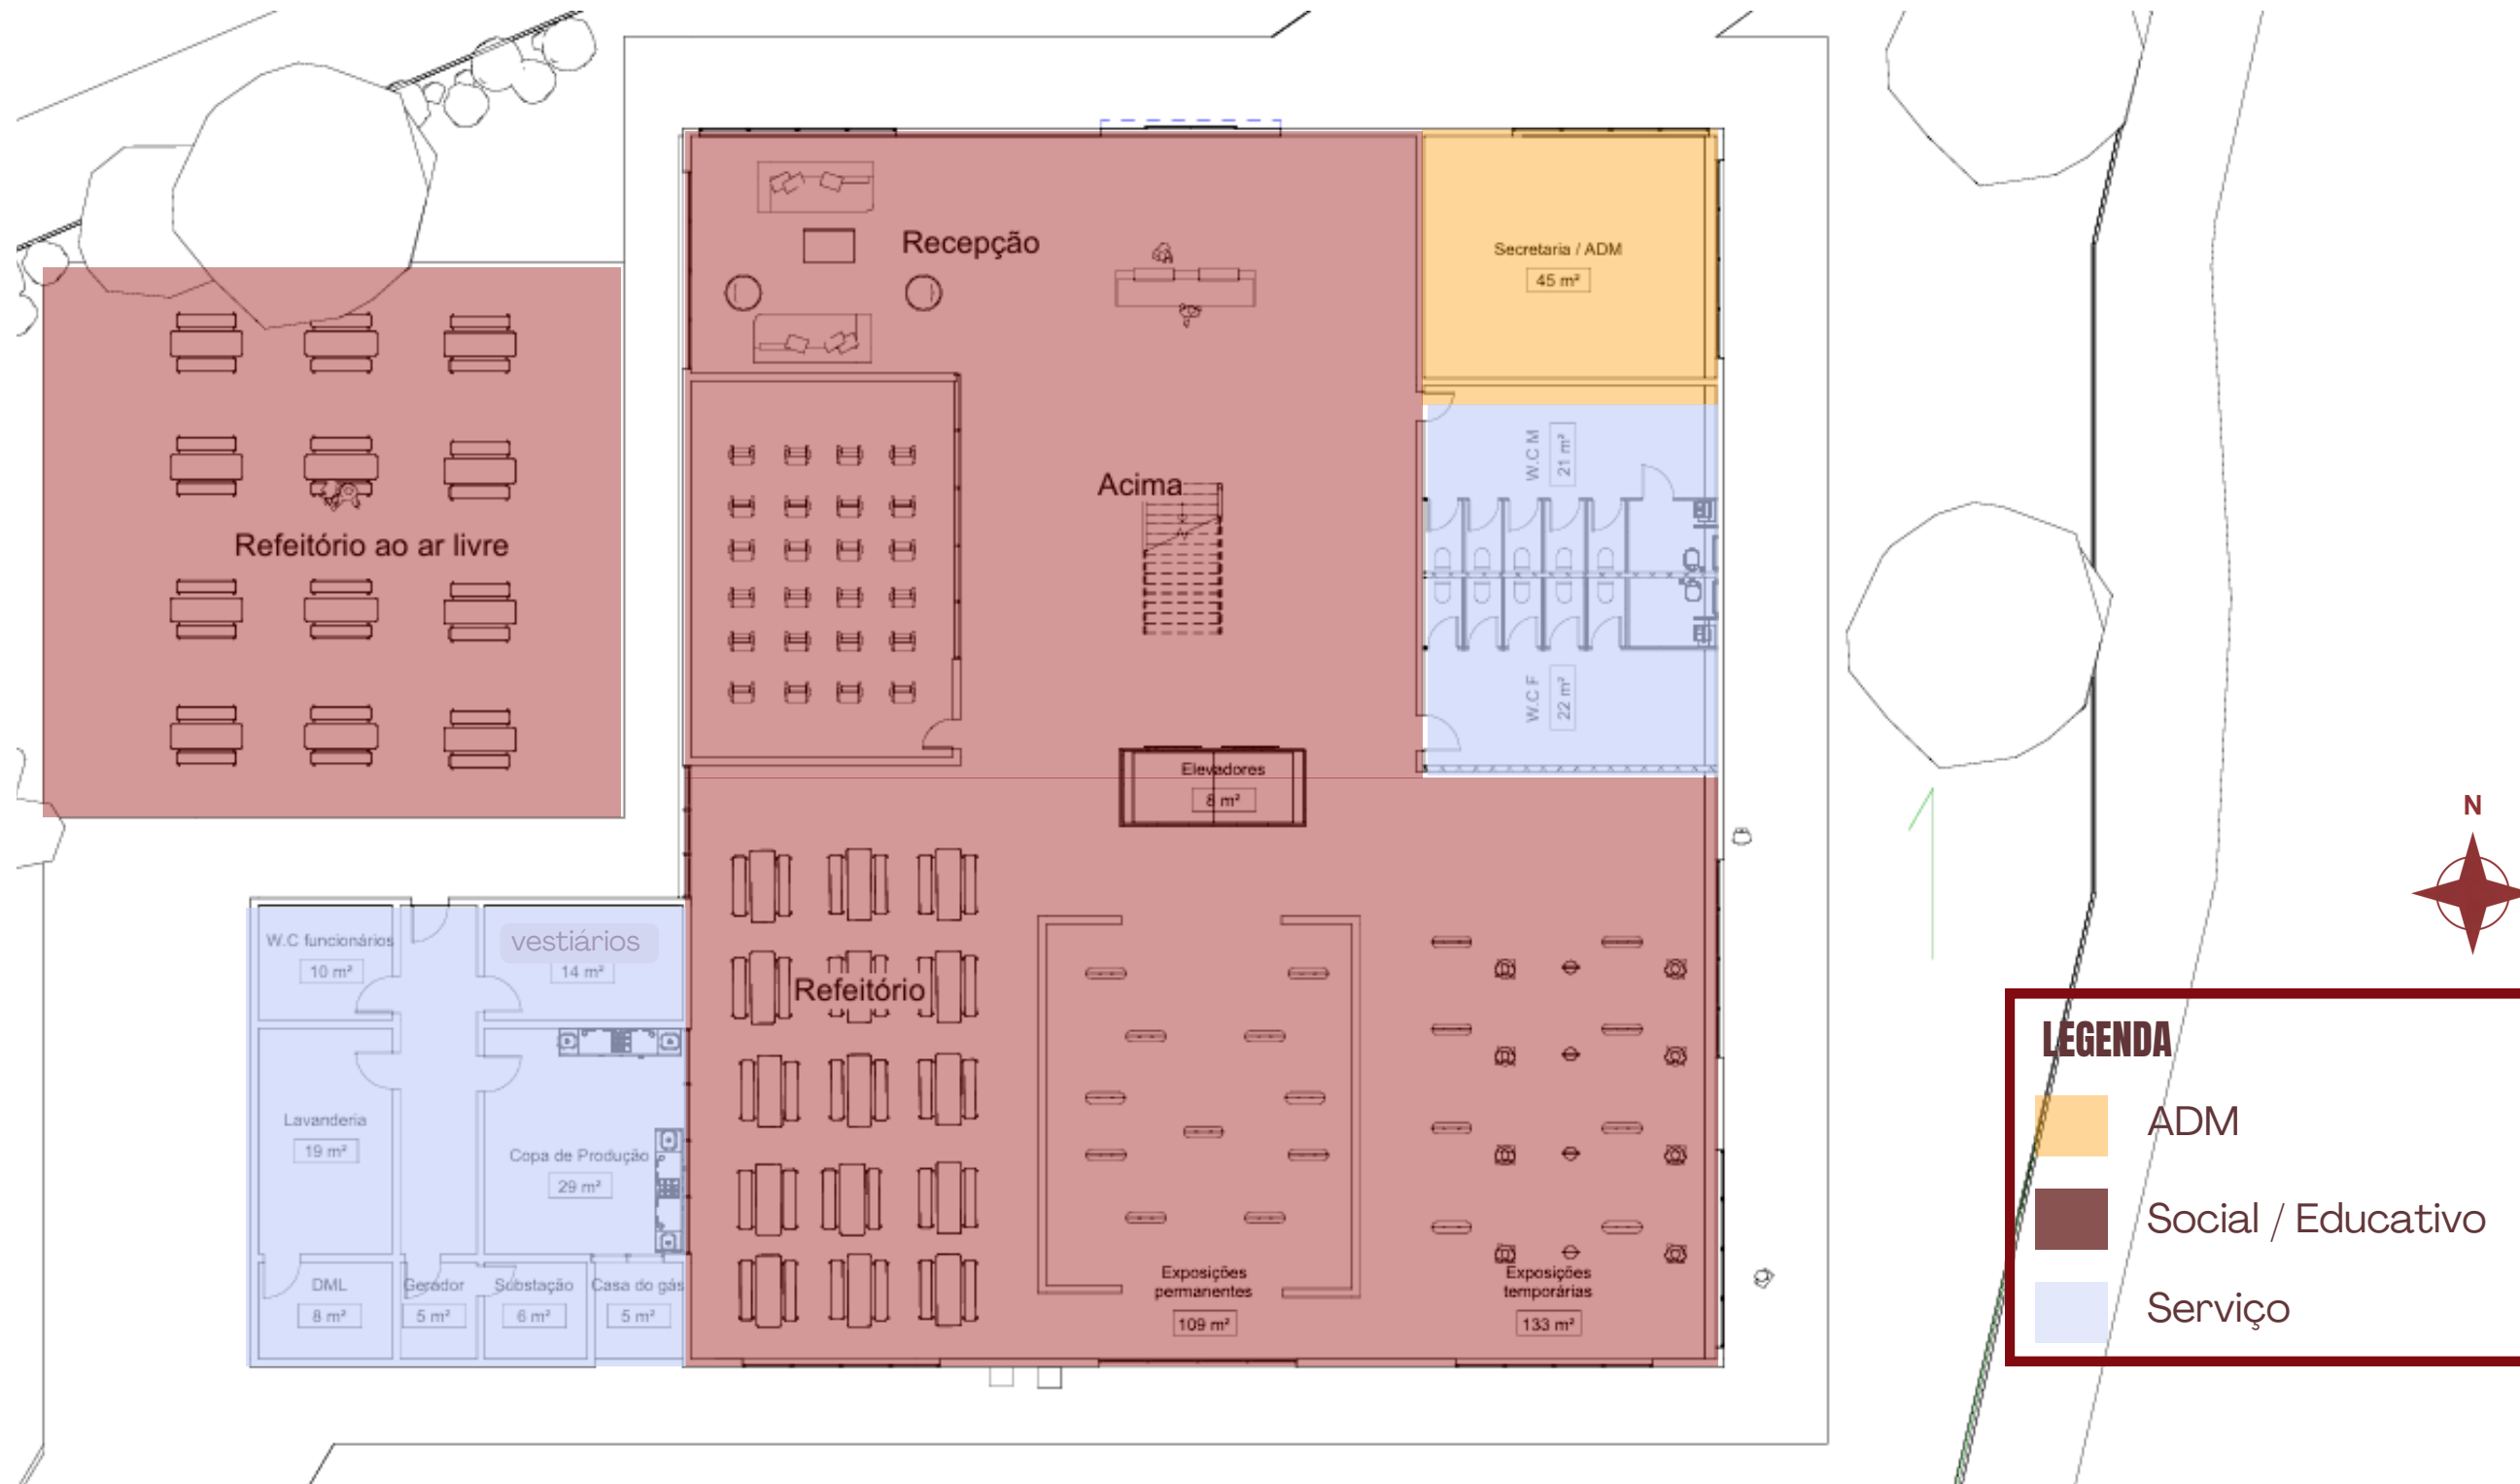 Recepção
Secretaria / ADM
45 m²
Acima
W.C M
21 m²
Refeitório ao ar livre
W.C F
22 m²
Elevadores
8 m²
N
W.C funcionários
10 m²
vestiários
14 m²
Refeitório
Lavanderia
19 m²
Copa de Produção
29 m²
DML
8 m²
Gerador
5 m²
Substação
6 m²
Casa do gás
5 m²
Exposições
permanentes
109 m²
Exposições
temporárias
133 m²
LEGENDA
ADM
Social / Educativo
Serviço